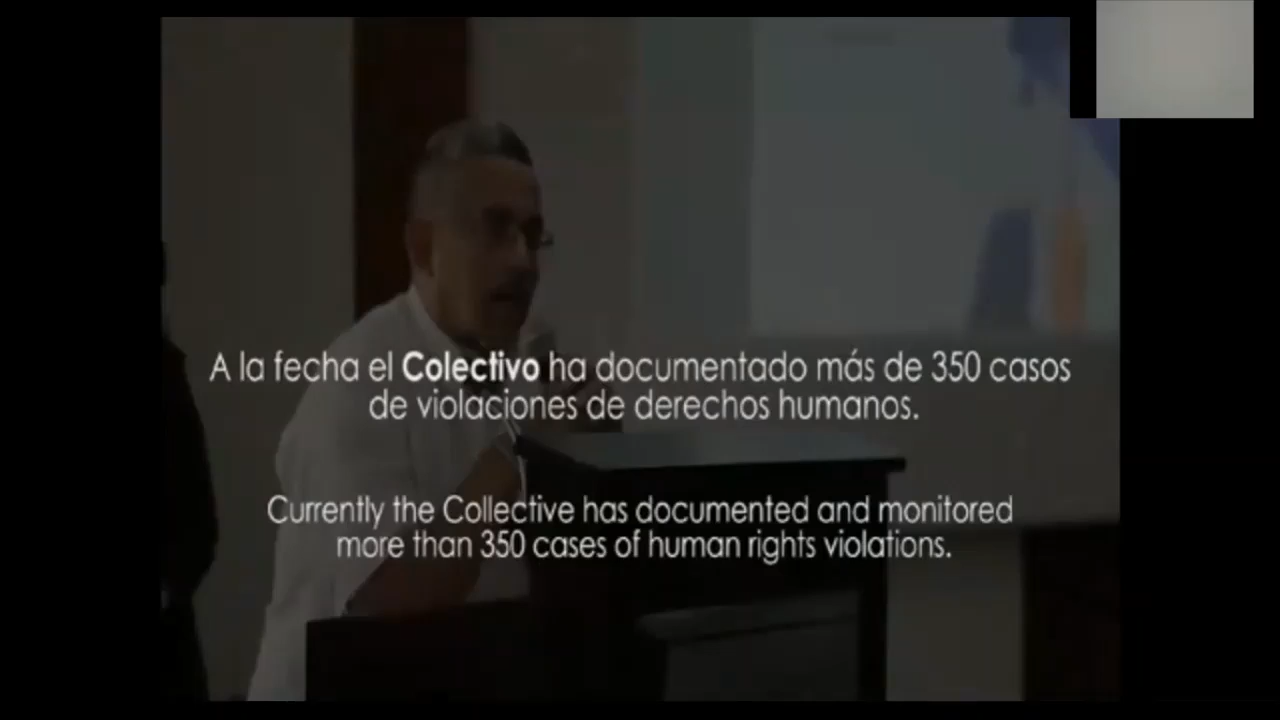 A la fecha el Colectivo ha documentado más de 350 casos
de violaciones de derechos humanos.
Currently the Collective has documented and monitored
more than 350 cases of human rights violations.